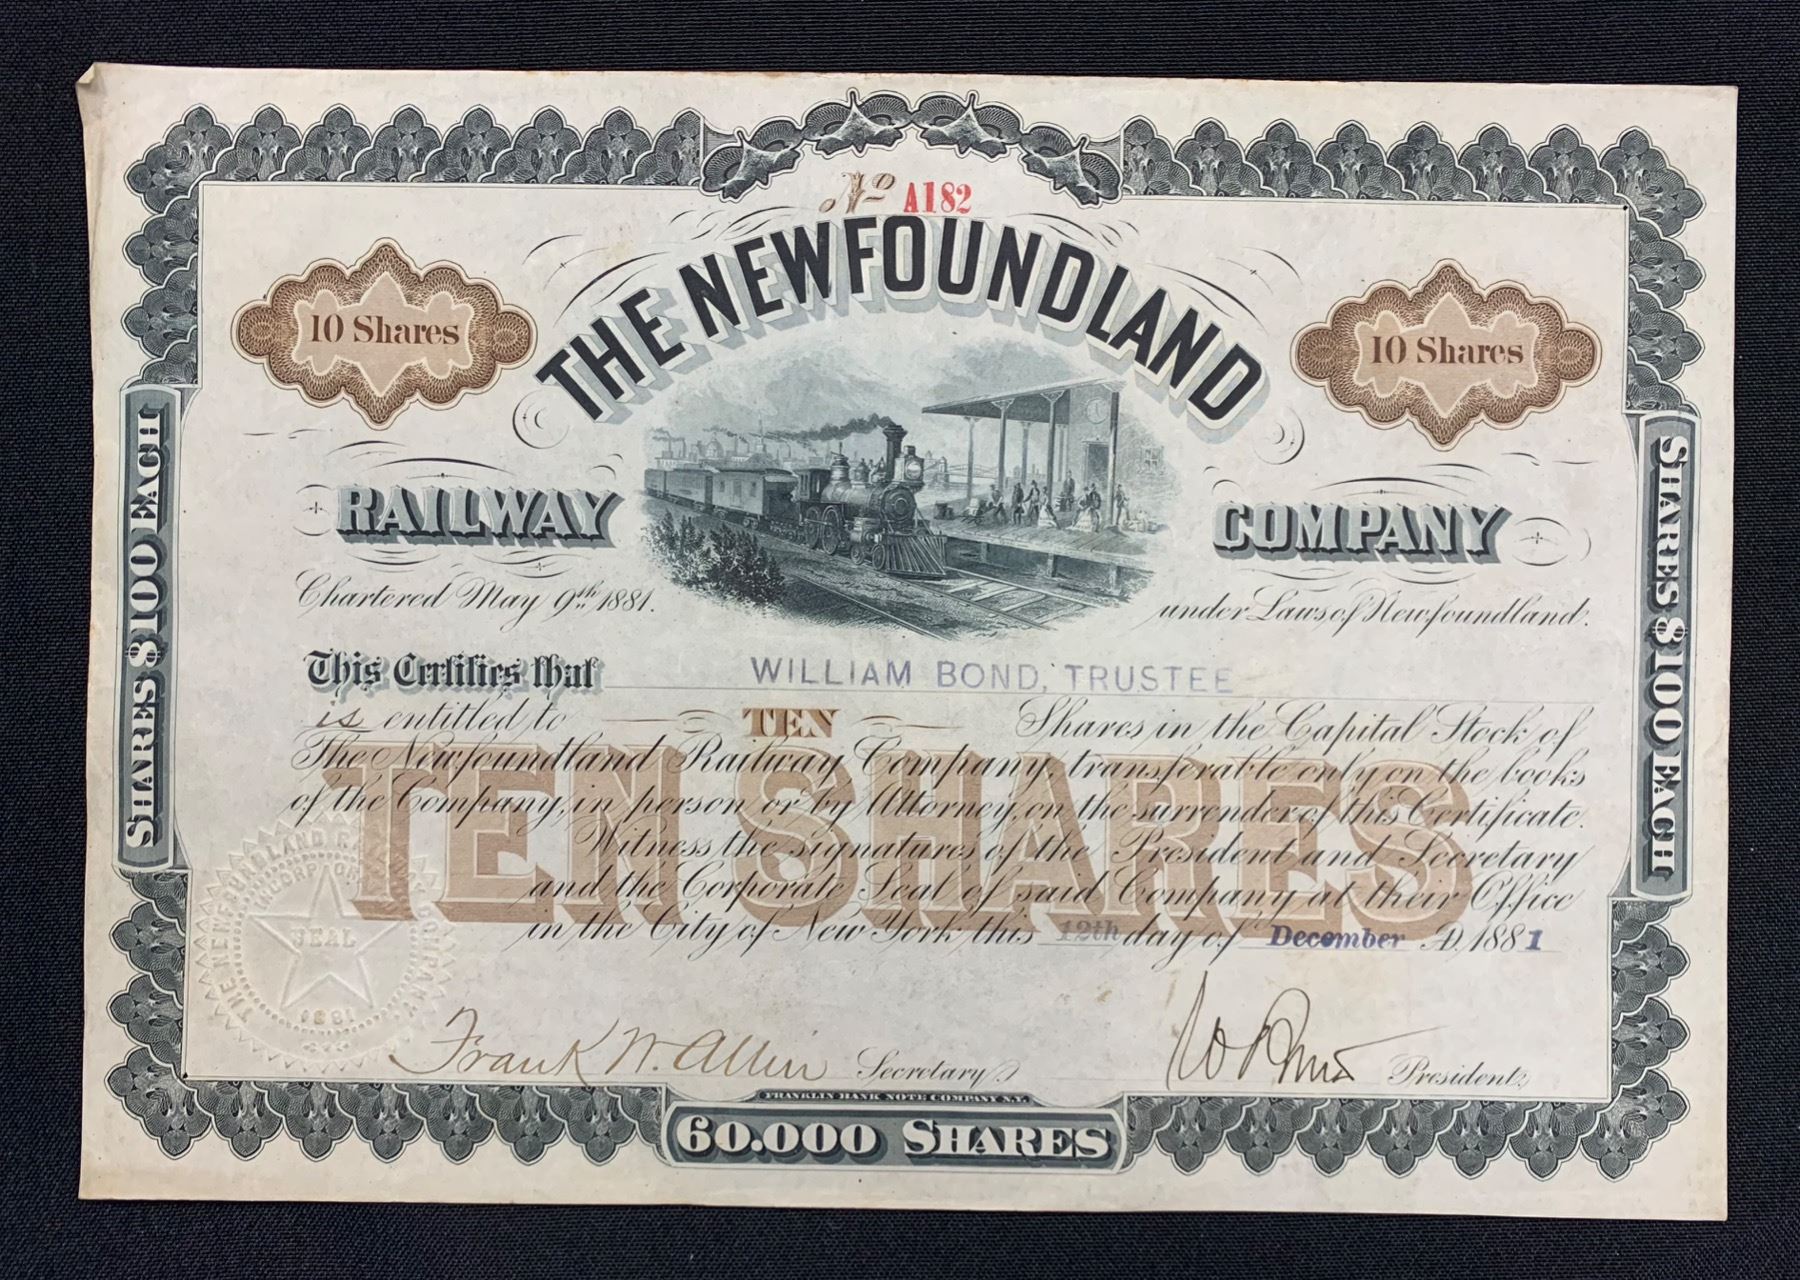 No A182
THE NEWFOUNDLAND
10 Shares
10 Shares
RAILWAY
COMPANY
Chartered May 9th 1881.
under Laws of Newfoundland.
This Certifies that WILLIAM BOND, TRUSTEE
is entitled to TEN Shares in the Capital Stock of
The Newfoundland Railway Company, transferable only on the books
of the Company, in person or by Attorney, on the surrender of this Certificate.
TEN SHARES
Witness the signatures of the President and Secretary
and the Corporate Seal of said Company at their Office
in the City of New York this 12th day of December A.D. 1881
THE NEWFOUNDLAND RAILWAY COMPANY
INCORPORATED
SEAL
1881
Frank W. Allin Secretary
President
FRANKLIN BANK NOTE COMPANY N.Y.
60.000 SHARES
SHARES $100 EACH
SHARES $100 EACH